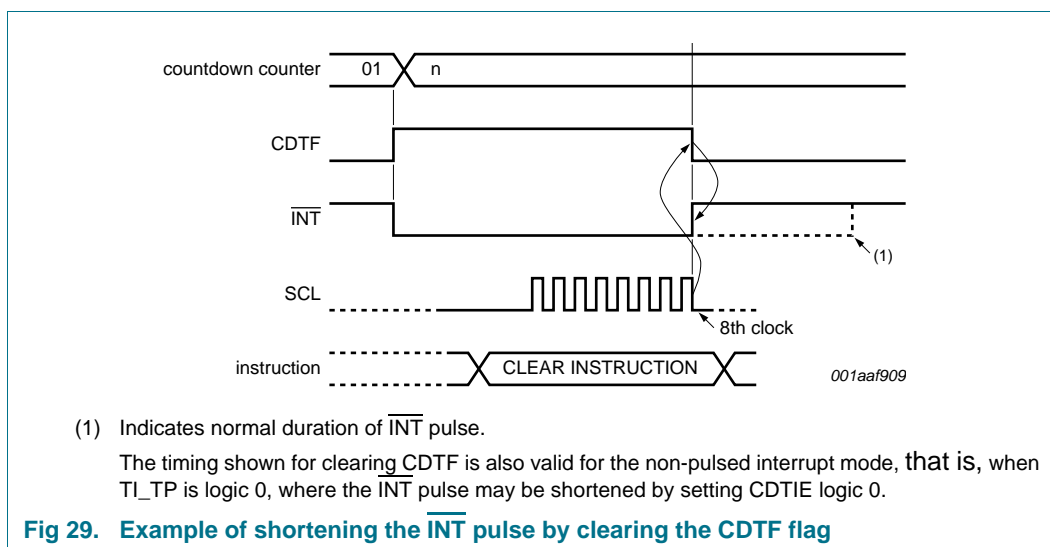 countdown counter 01 n
CDTF
INT
(1)
SCL
8th clock
instruction CLEAR INSTRUCTION
001aaf909
(1) Indicates normal duration of INT pulse.
The timing shown for clearing CDTF is also valid for the non-pulsed interrupt mode, that is, when
TI_TP is logic 0, where the INT pulse may be shortened by setting CDTIE logic 0.
Fig 29. Example of shortening the INT pulse by clearing the CDTF flag